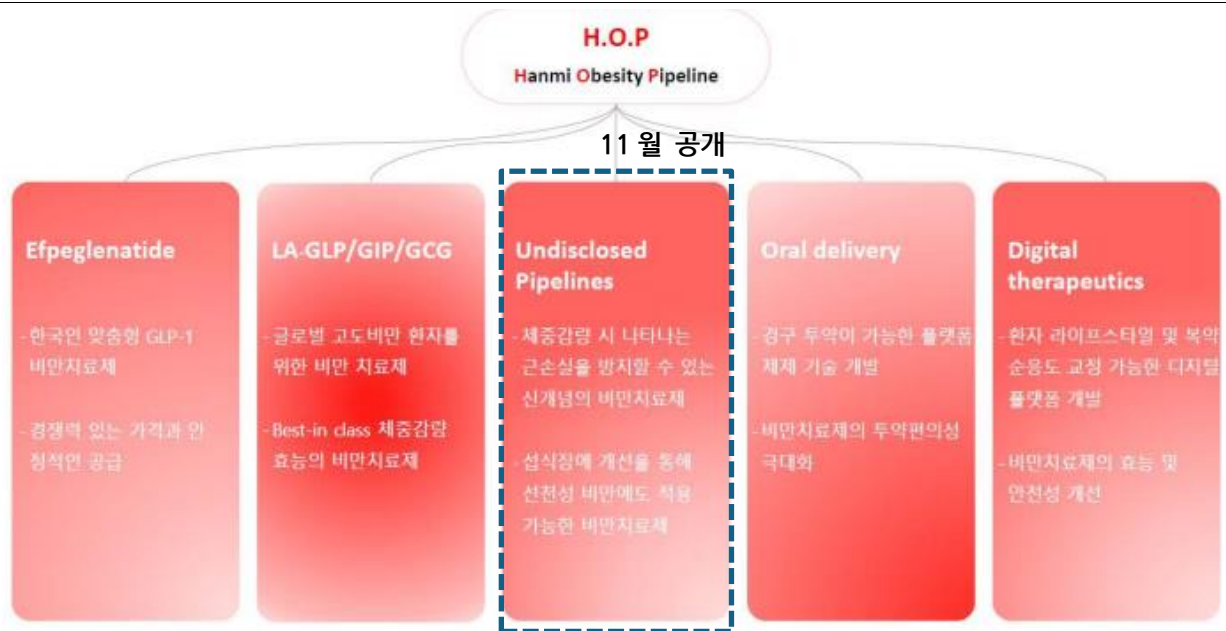 H.O.P
Hanmi Obesity Pipeline
11월 공개
Efpeglenatide
- 한국인 맞춤형 GLP-1
비만치료제
- 경쟁력 있는 가격과 안
정적인 공급
LA-GLP/GIP/GCG
- 글로벌 고도비만 환자를
위한 비만 치료제
- Best-in class 체중감량
효능의 비만치료제
Undisclosed
Pipelines
- 체중감량 시 나타나는
근손실을 방지할 수 있는
신개념의 비만치료제
- 섭식장애 개선을 통해
선천성 비만에도 적용
가능한 비만치료제
Oral delivery
- 경구 투약이 가능한 플랫폼
제제 기술 개발
- 비만치료제의 투약편의성
극대화
Digital
therapeutics
- 환자 라이프스타일 및 복약
순응도 교정 가능한 디지털
플랫폼 개발
- 비만치료제의 효능 및
안전성 개선